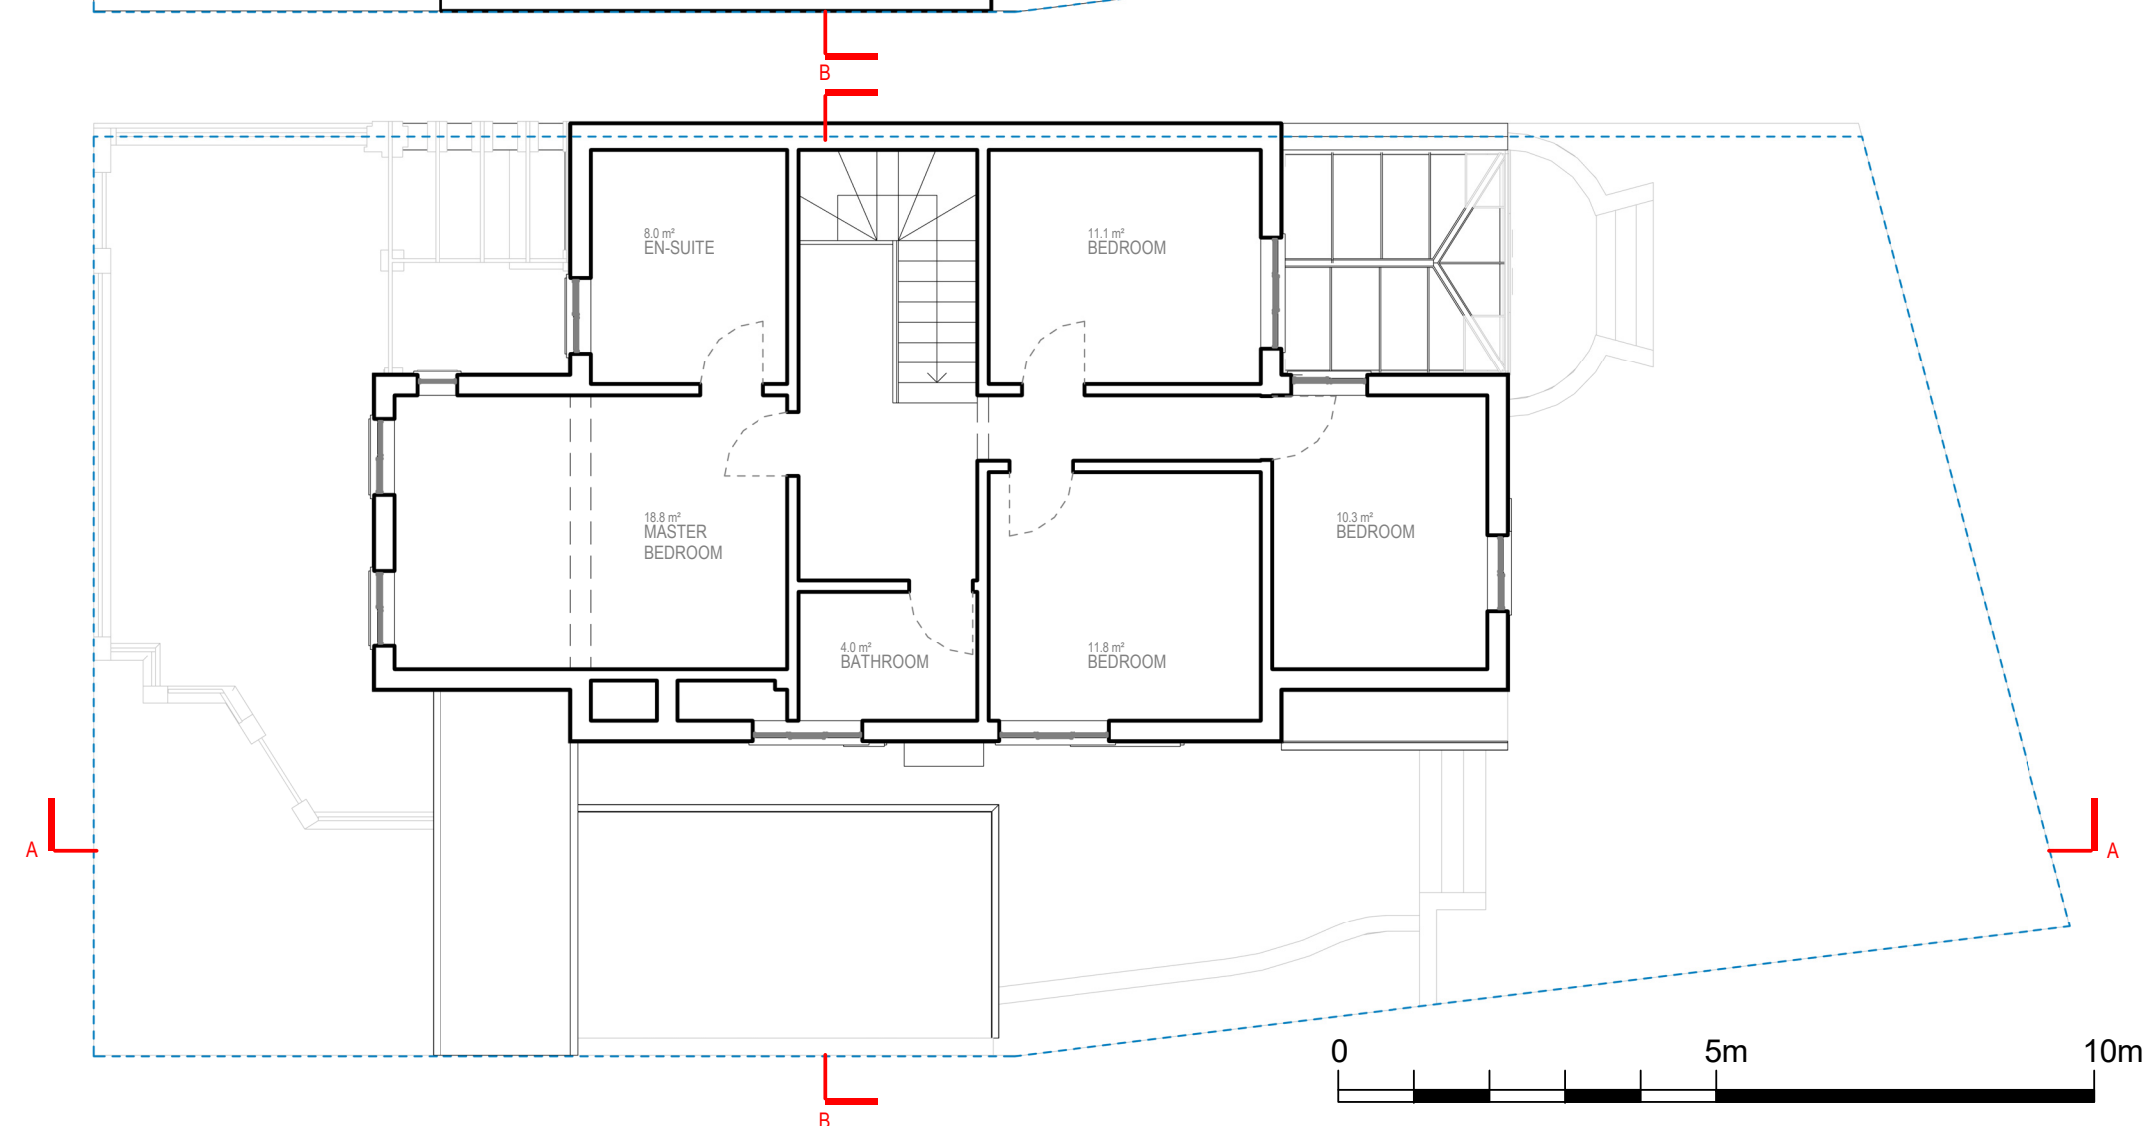 B
8.0 m²
EN-SUITE
11.1 m²
BEDROOM
18.8 m²
MASTER
BEDROOM
10.3 m²
BEDROOM
4.0 m²
BATHROOM
11.8 m²
BEDROOM
A
A
0
5m
10m
B